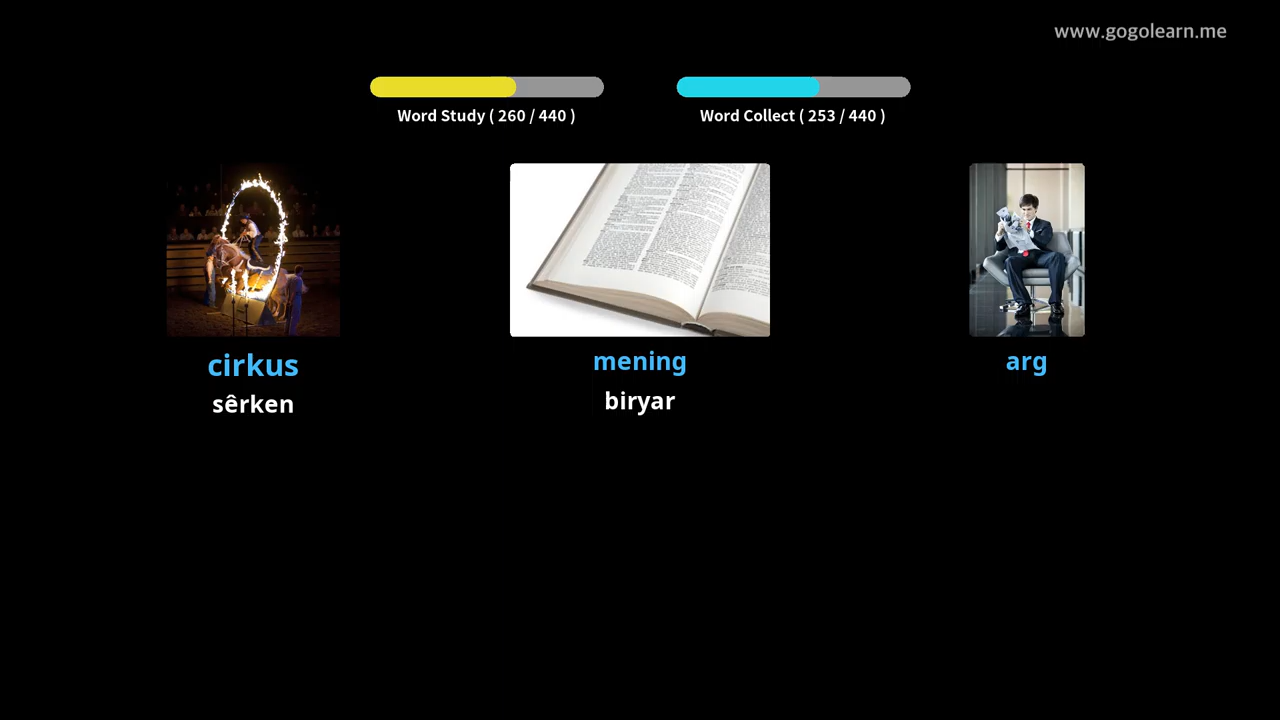 www.gogolearn.me
Word Study ( 260 / 440 )
Word Collect ( 253 / 440 )
cirkus
sêrken
mening
biryar
arg